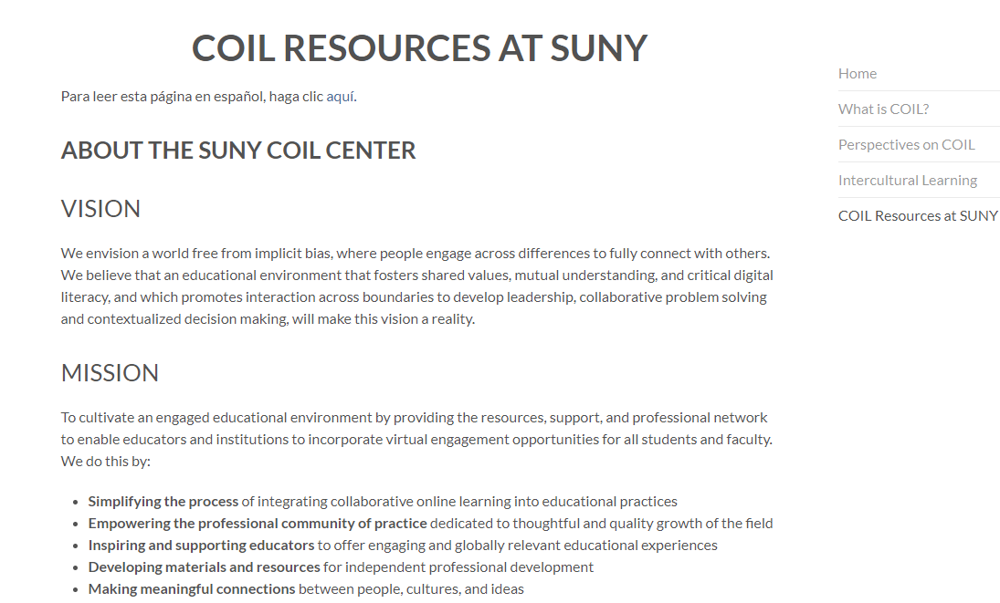 COIL RESOURCES AT SUNY
Para leer esta página en español, haga clic aquí.
ABOUT THE SUNY COIL CENTER
VISION
We envision a world free from implicit bias, where people engage across differences to fully connect with others.
We believe that an educational environment that fosters shared values, mutual understanding, and critical digital
literacy, and which promotes interaction across boundaries to develop leadership, collaborative problem solving
and contextualized decision making, will make this vision a reality.
MISSION
To cultivate an engaged educational environment by providing the resources, support, and professional network
to enable educators and institutions to incorporate virtual engagement opportunities for all students and faculty.
We do this by:
• Simplifying the process of integrating collaborative online learning into educational practices
• Empowering the professional community of practice dedicated to thoughtful and quality growth of the field
• Inspiring and supporting educators to offer engaging and globally relevant educational experiences
• Developing materials and resources for independent professional development
• Making meaningful connections between people, cultures, and ideas
Home
What is COIL?
Perspectives on COIL
Intercultural Learning
COIL Resources at SUNY